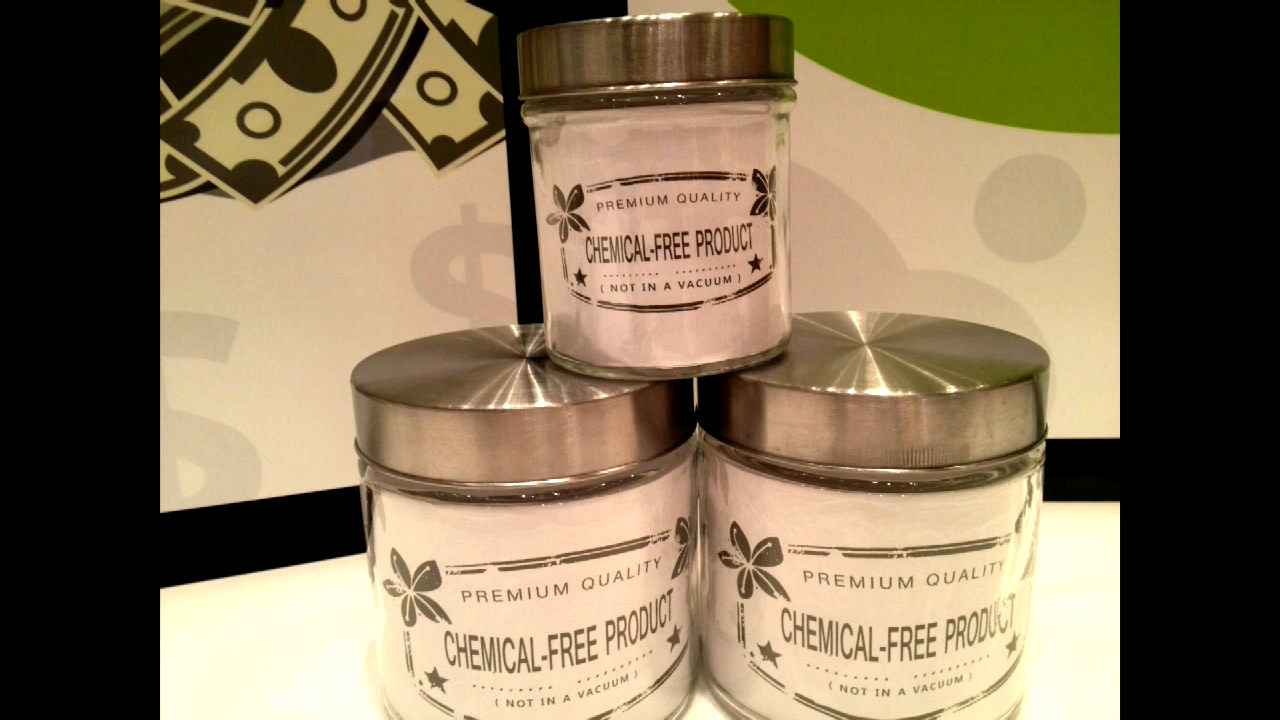 PREMIUM QUALITY
CHEMICAL-FREE PRODUCT
( NOT IN A VACUUM )
PREMIUM QUALITY
CHEMICAL-FREE PRODUCT
( NOT IN A VACUUM )
PREMIUM QUALITY
CHEMICAL-FREE PRODUCT
( NOT IN A VACUUM )
$
$